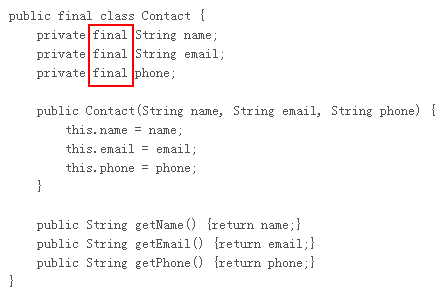 public final class Contact {
    private final String name;
    private final String email;
    private final phone;

    public Contact(String name, String email, String phone) {
        this.name = name;
        this.email = email;
        this.phone = phone;
    }

    public String getName() {return name;}
    public String getEmail() {return email;}
    public String getPhone() {return phone;}
}